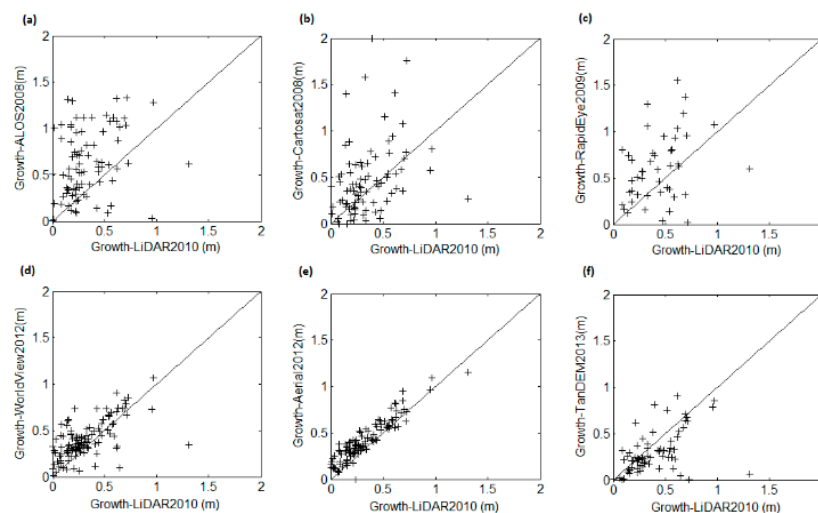 (a)
(b)
(c)
2
1.5
1
0.5
0
Growth-ALOS2008(m)
0 0.5 1 1.5 2
Growth-LiDAR2010 (m)
2
1.5
1
0.5
0
Growth-Cartosat2008(m)
0 0.5 1 1.5 2
Growth-LiDAR2010 (m)
2
1.5
1
0.5
0
Growth-RapidEye2009(m)
0 0.5 1 1.5 2
Growth-LiDAR2010 (m)
(d)
(e)
(f)
2
1.5
1
0.5
0
Growth-WorldView2012(m)
0 0.5 1 1.5 2
Growth-LiDAR2010 (m)
2
1.5
1
0.5
0
Growth-Aerial2012(m)
0 0.5 1 1.5 2
Growth-LiDAR2010 (m)
2
1.5
1
0.5
0
Growth-TanDEM2013(m)
0 0.5 1 1.5 2
Growth-LiDAR2010 (m)